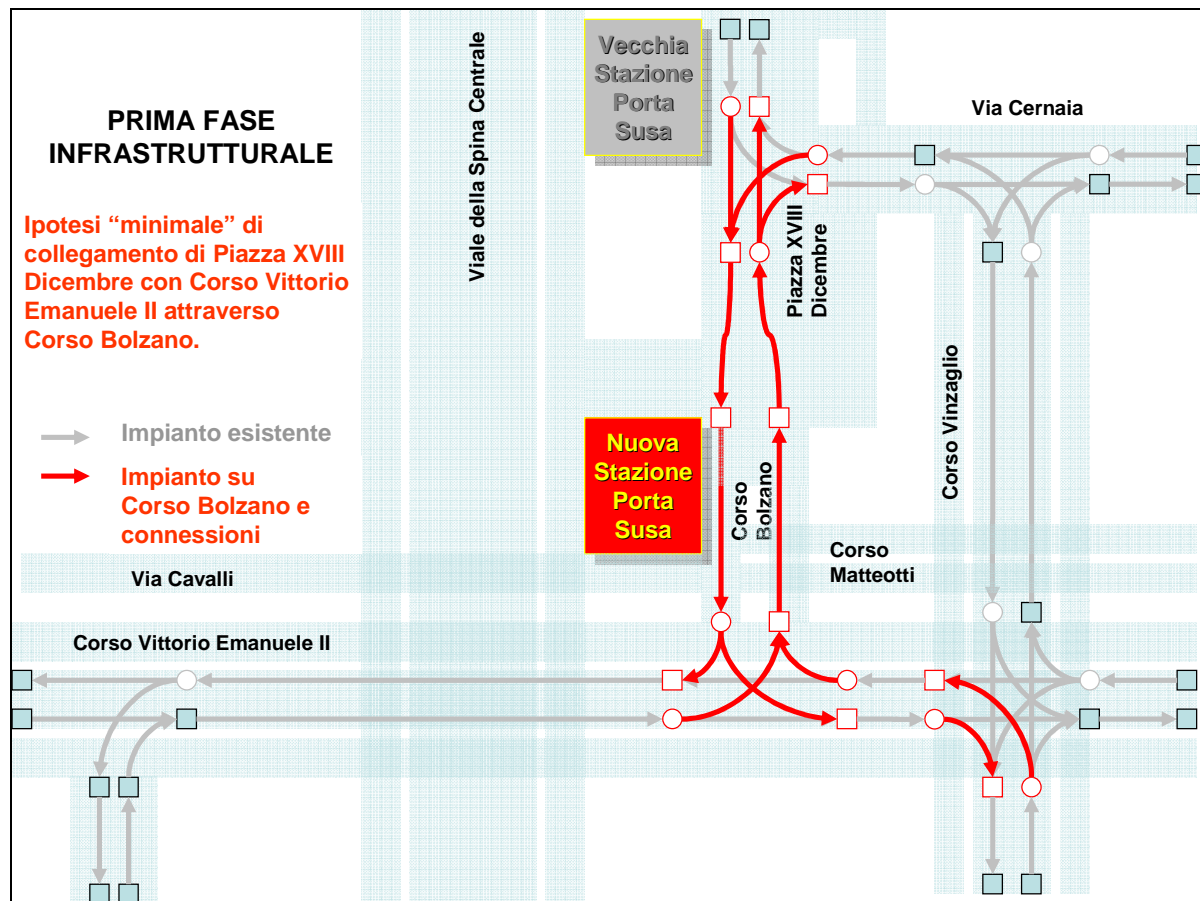 PRIMA FASE
INFRASTRUTTURALE
Ipotesi “minimale” di
collegamento di Piazza XVIII
Dicembre con Corso Vittorio
Emanuele II attraverso
Corso Bolzano.
Impianto esistente
Impianto su
Corso Bolzano e
connessioni
Via Cavalli
Corso Vittorio Emanuele II
Viale della Spina Centrale
Vecchia
Stazione
Porta
Susa
Nuova
Stazione
Porta
Susa
Corso
Bolzano
Piazza XVIII
Dicembre
Via Cernaia
Corso Vinzaglio
Corso
Matteotti